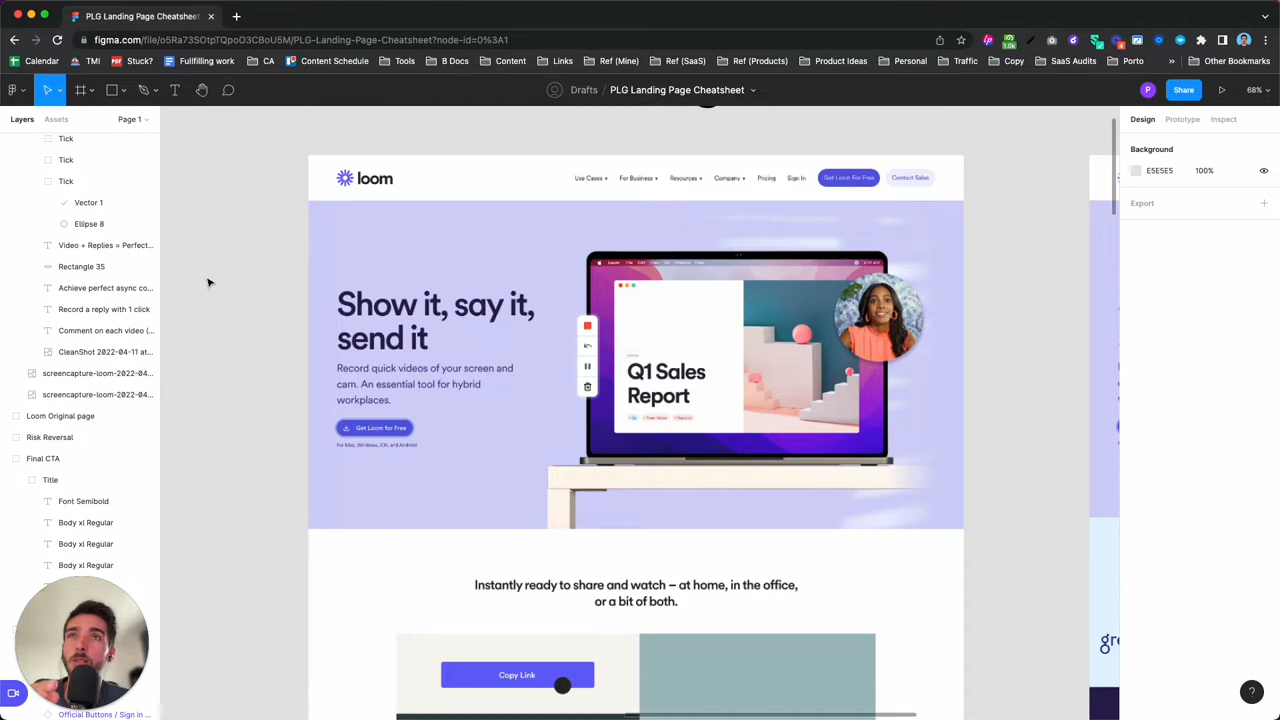 PLG Landing Page Cheatsheet
figma.com/file/o5Ra73SOtpTQpoO3CBoU5M/PLG-Landing-Page-Cheatsheet?node-id=0%3A1
1.0k
4
Calendar
TMI
Stuck?
Fullfilling work
CA
Content Schedule
Tools
B Docs
Content
Links
Ref (Mine)
Ref (SaaS)
Ref (Products)
Product Ideas
Personal
Traffic
Copy
SaaS Audits
Porto
»
Other Bookmarks
Drafts / PLG Landing Page Cheatsheet
P
Share
68%
Layers
Assets
Page 1
Tick
Tick
Tick
Vector 1
Ellipse 8
Video + Replies = Perfect...
Rectangle 35
Achieve perfect async co...
Record a reply with 1 click
Comment on each video (...
CleanShot 2022-04-11 at...
screencapture-loom-2022-04...
screencapture-loom-2022-04...
Loom Original page
Risk Reversal
Final CTA
Title
Font Semibold
Body xl Regular
Body xl Regular
Body xl Regular
Official Buttons / Sign in ...
loom
Use Cases
For Business
Resources
Company
Pricing
Sign In
Get Loom For Free
Contact Sales
Show it, say it,
send it
Record quick videos of your screen and
cam. An essential tool for hybrid
workplaces.
Get Loom for Free
For Mac, Windows, iOS, and Android
Q1 Sales
Report
Instantly ready to share and watch – at home, in the office,
or a bit of both.
Copy Link
gre
Design
Prototype
Inspect
Background
E5E5E5
100%
Export
?